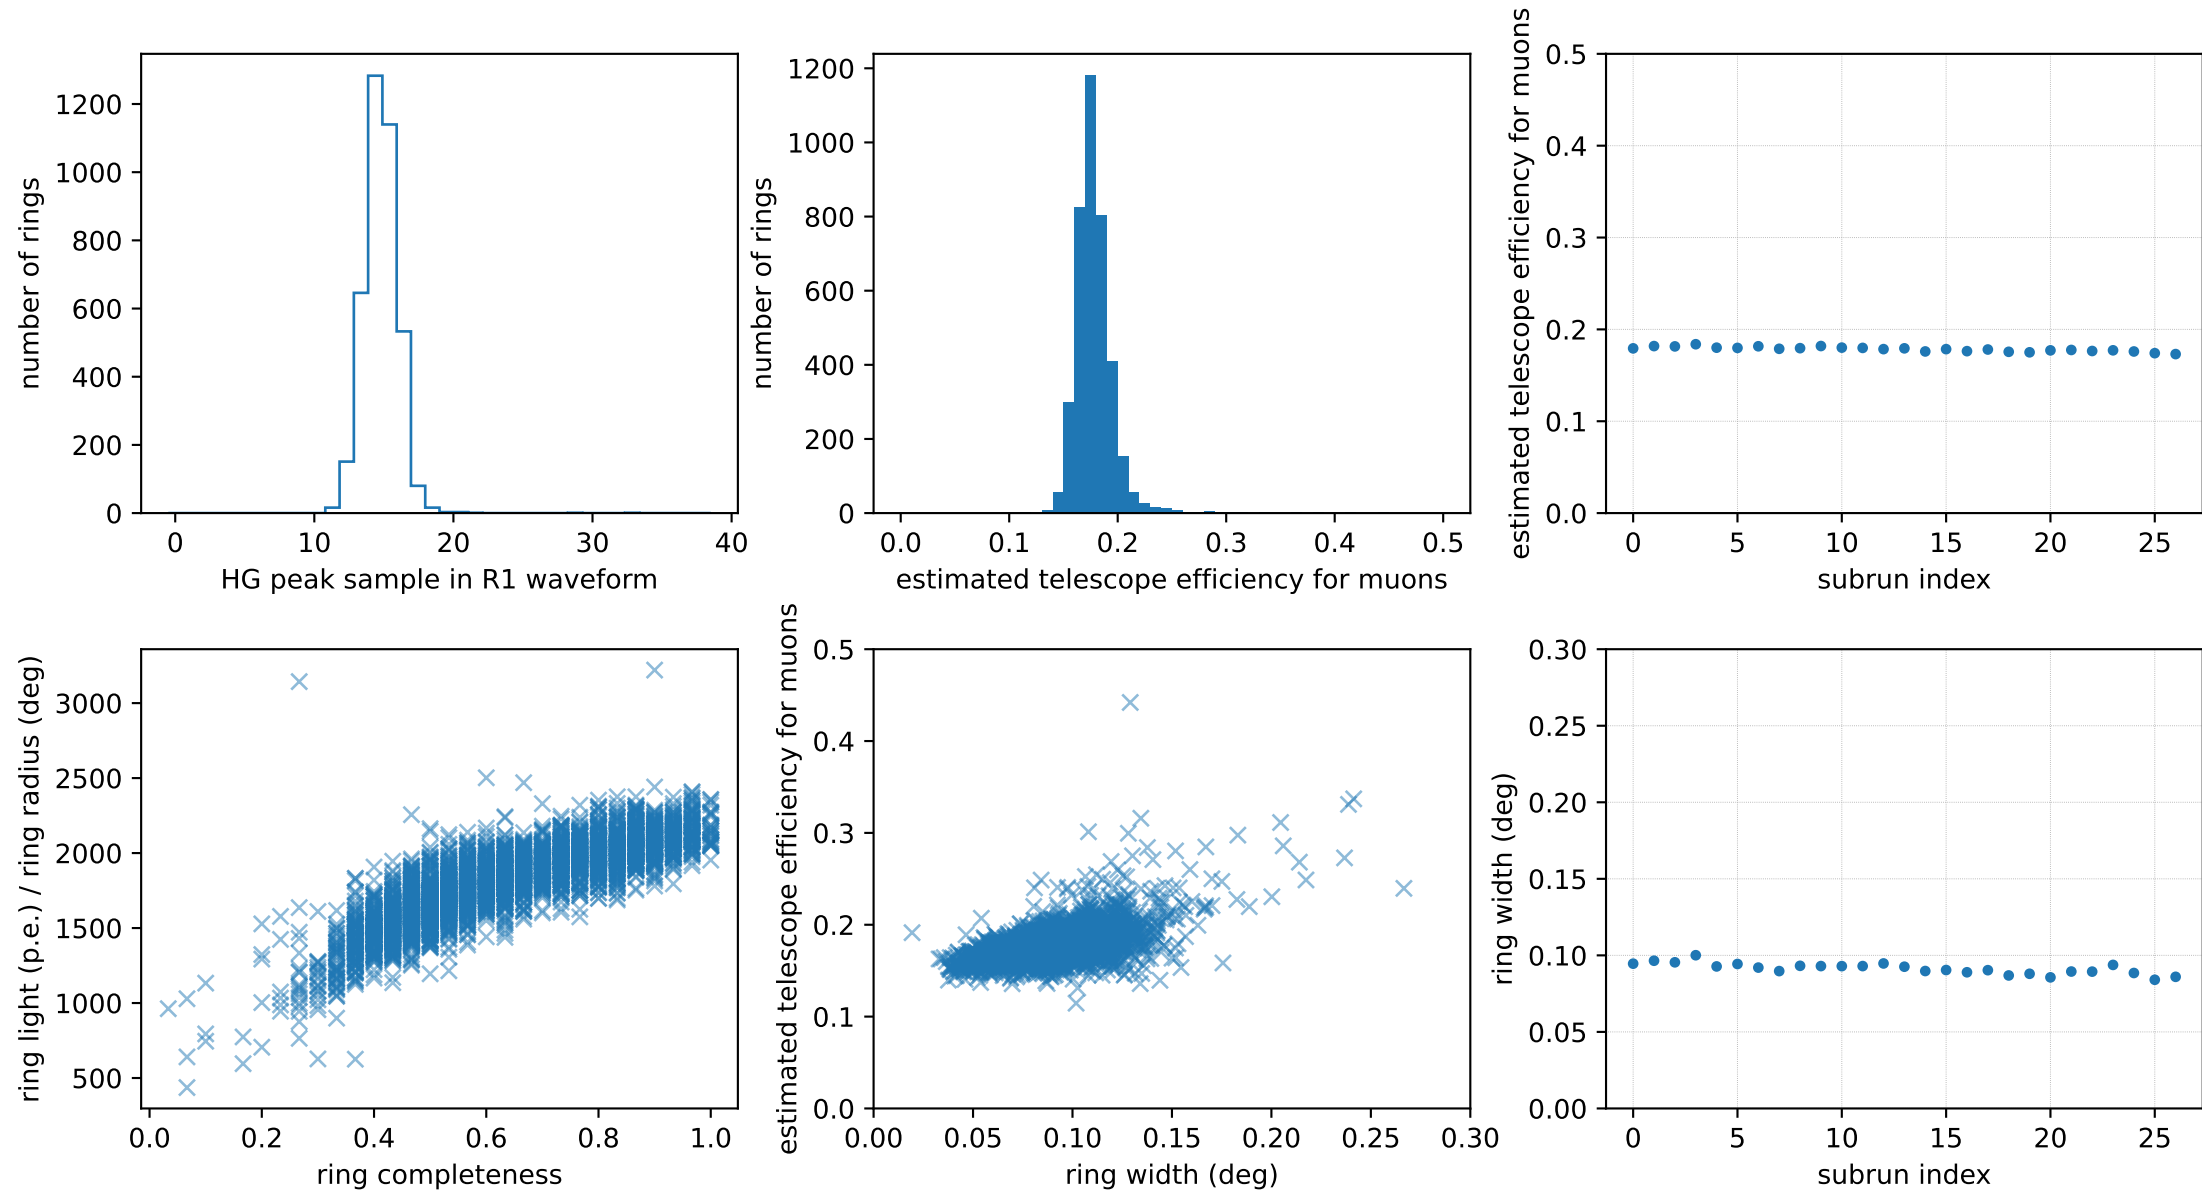 1200
1000
800
600
400
200
0
number of rings
0 10 20 30 40
HG peak sample in R1 waveform
1200
1000
800
600
400
200
0
number of rings
0.0 0.1 0.2 0.3 0.4 0.5
estimated telescope efficiency for muons
0.5
0.4
0.3
0.2
0.1
0.0
estimated telescope efficiency for muons
0 5 10 15 20 25
subrun index
3000
2500
2000
1500
1000
500
ring light (p.e.) / ring radius (deg)
0.0 0.2 0.4 0.6 0.8 1.0
ring completeness
0.5
0.4
0.3
0.2
0.1
0.0
estimated telescope efficiency for muons
0.00 0.05 0.10 0.15 0.20 0.25 0.30
ring width (deg)
0.30
0.25
0.20
0.15
0.10
0.05
0.00
ring width (deg)
0 5 10 15 20 25
subrun index